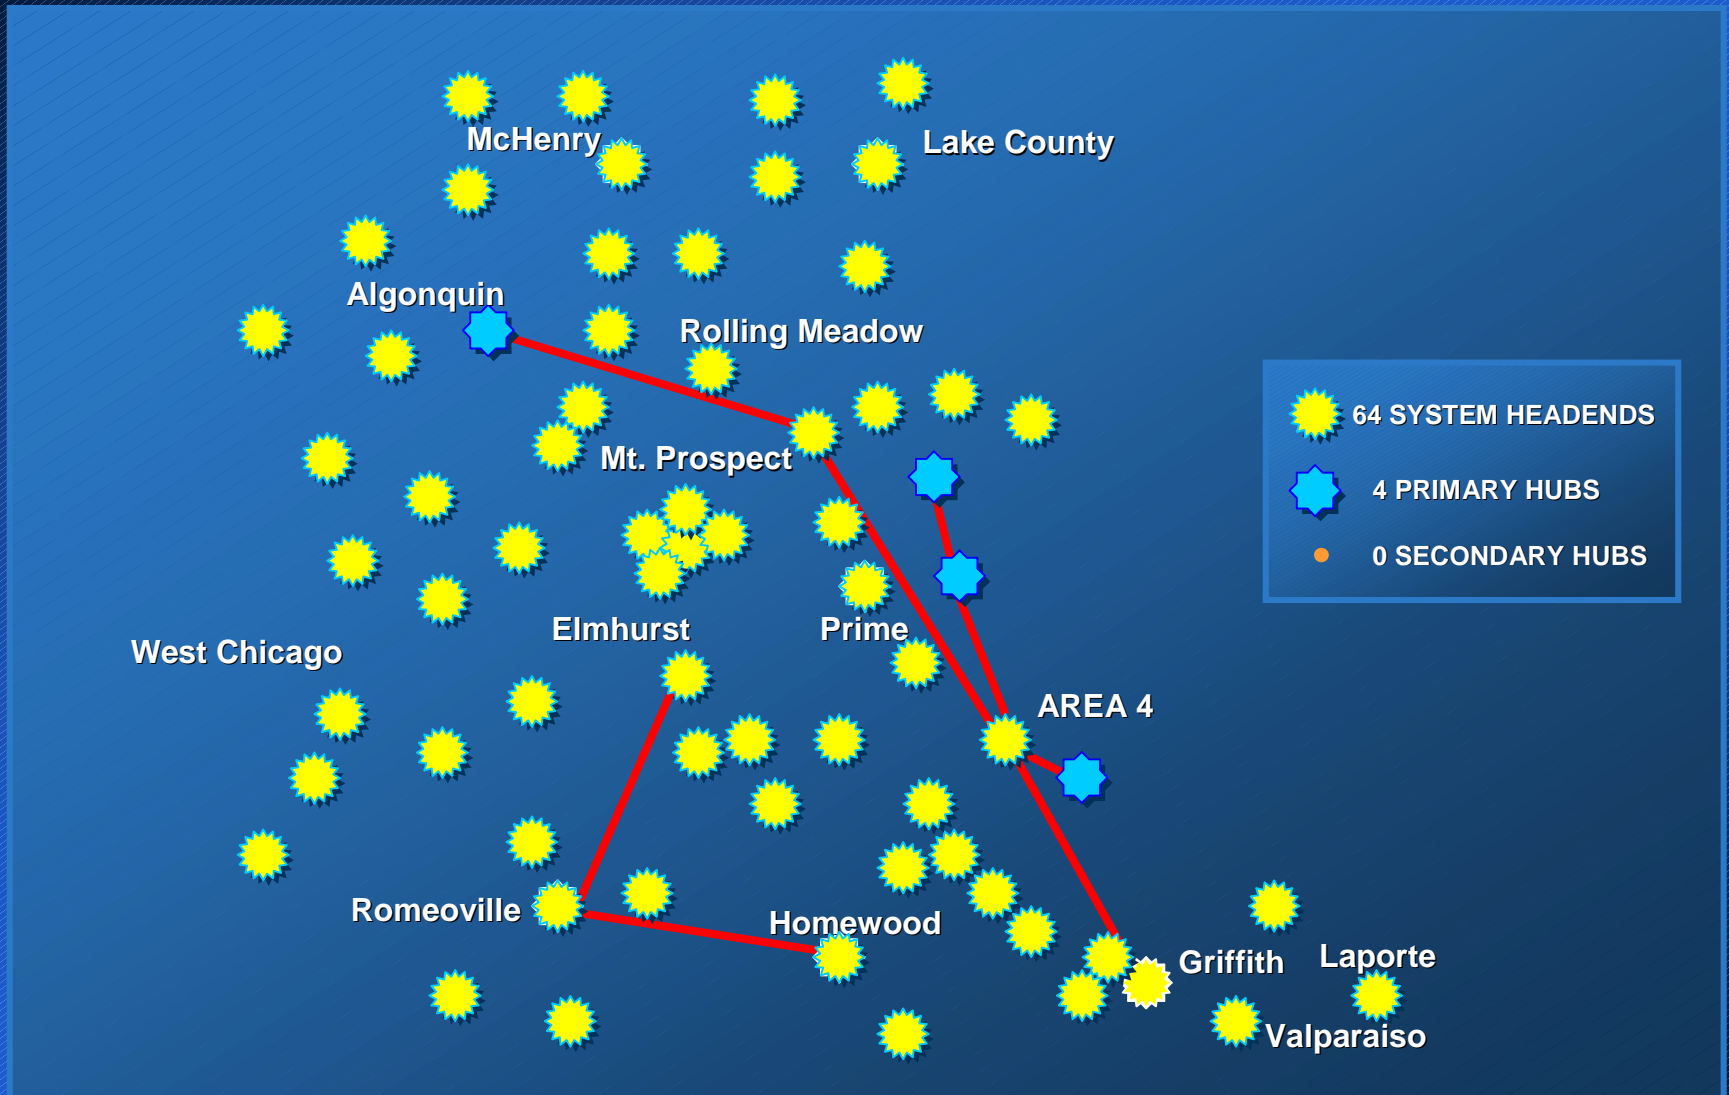 McHenry
Lake County
Algonquin
Rolling Meadow
64 SYSTEM HEADENDS
Mt. Prospect
4 PRIMARY HUBS
0 SECONDARY HUBS
Elmhurst
Prime
West Chicago
AREA 4
Romeoville
Homewood
Griffith
Laporte
Valparaiso